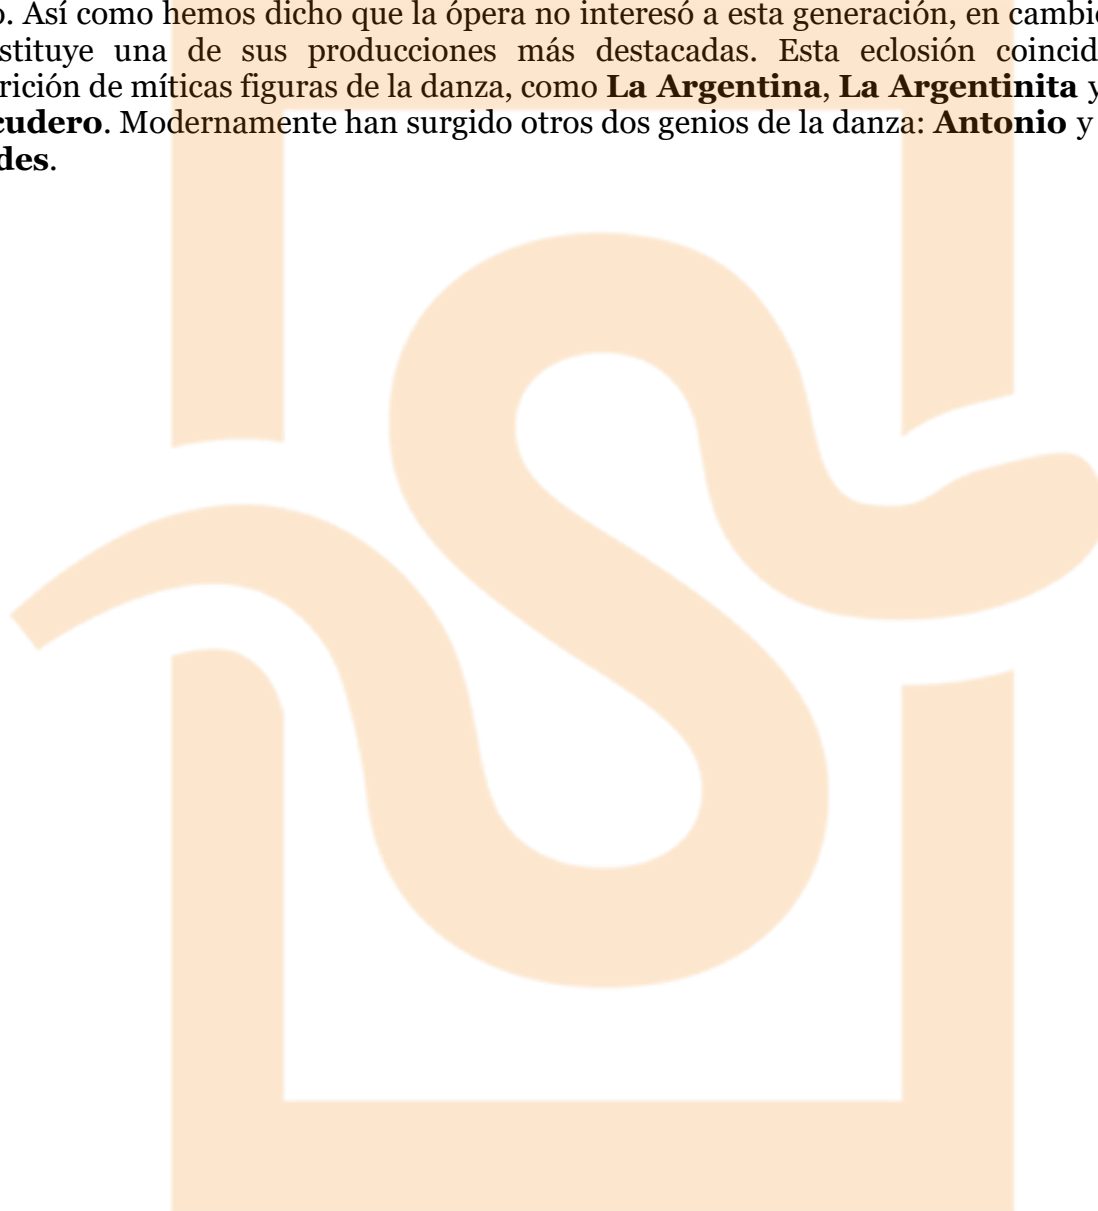 o. Así como hemos dicho que la ópera no interesó a esta generación, en cambio
stituye una de sus producciones más destacadas. Esta eclosión coincid
rición de míticas figuras de la danza, como La Argentina, La Argentinita y
cudero. Modernamente han surgido otros dos genios de la danza: Antonio y
des.